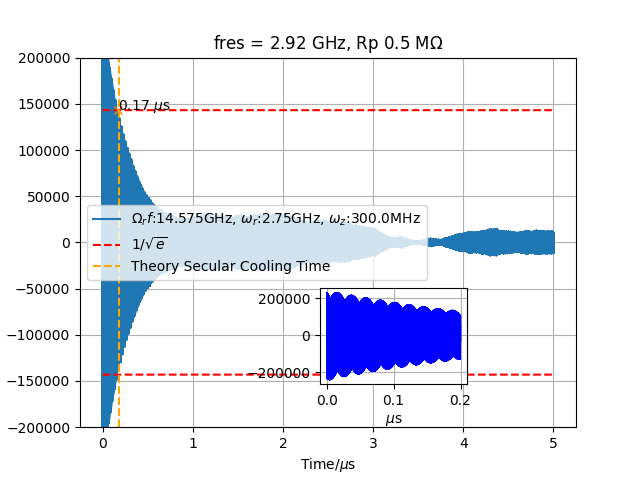 fres = 2.92 GHz, Rp 0.5 MΩ
200000
150000
100000
50000
0
−50000
−100000
−150000
−200000
0.17 μs
Ω_rf:14.575GHz, ω_r:2.75GHz, ω_z:300.0MHz
1/√e
Theory Secular Cooling Time
200000
0
−200000
0.0 0.1 0.2
μs
0 1 2 3 4 5
Time/μs